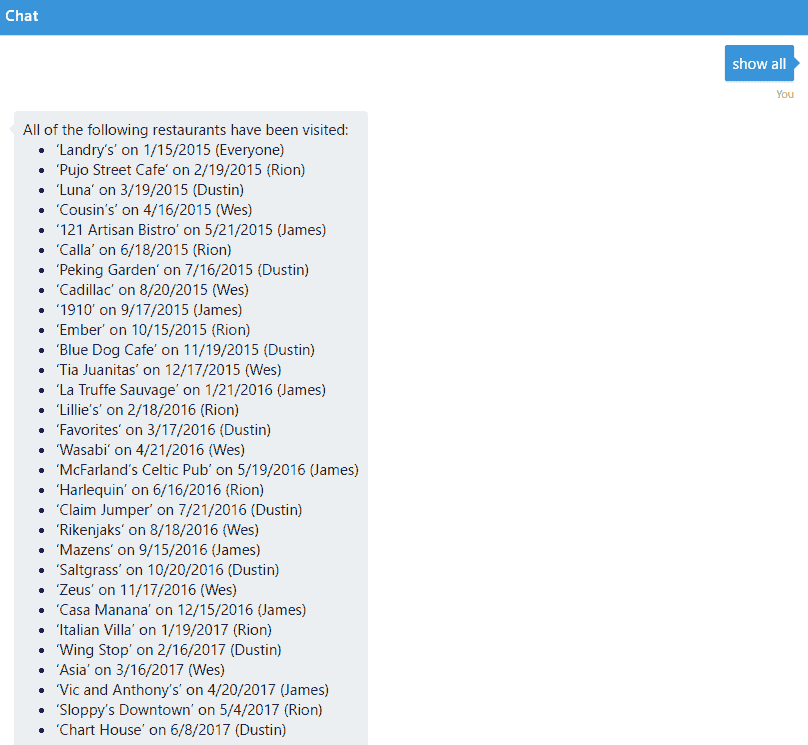 Chat
show all
You
All of the following restaurants have been visited:
• ‘Landry’s’ on 1/15/2015 (Everyone)
• ‘Pujo Street Cafe’ on 2/19/2015 (Rion)
• ‘Luna’ on 3/19/2015 (Dustin)
• ‘Cousin’s’ on 4/16/2015 (Wes)
• ‘121 Artisan Bistro’ on 5/21/2015 (James)
• ‘Calla’ on 6/18/2015 (Rion)
• ‘Peking Garden’ on 7/16/2015 (Dustin)
• ‘Cadillac’ on 8/20/2015 (Wes)
• ‘1910’ on 9/17/2015 (James)
• ‘Ember’ on 10/15/2015 (Rion)
• ‘Blue Dog Cafe’ on 11/19/2015 (Dustin)
• ‘Tia Juanitas’ on 12/17/2015 (Wes)
• ‘La Truffe Sauvage’ on 1/21/2016 (James)
• ‘Lillie’s’ on 2/18/2016 (Rion)
• ‘Favorites’ on 3/17/2016 (Dustin)
• ‘Wasabi’ on 4/21/2016 (Wes)
• ‘McFarland’s Celtic Pub’ on 5/19/2016 (James)
• ‘Harlequin’ on 6/16/2016 (Rion)
• ‘Claim Jumper’ on 7/21/2016 (Dustin)
• ‘Rikenjaks’ on 8/18/2016 (Wes)
• ‘Mazens’ on 9/15/2016 (James)
• ‘Saltgrass’ on 10/20/2016 (Dustin)
• ‘Zeus’ on 11/17/2016 (Wes)
• ‘Casa Manana’ on 12/15/2016 (James)
• ‘Italian Villa’ on 1/19/2017 (Rion)
• ‘Wing Stop’ on 2/16/2017 (Dustin)
• ‘Asia’ on 3/16/2017 (Wes)
• ‘Vic and Anthony’s’ on 4/20/2017 (James)
• ‘Sloppy’s Downtown’ on 5/4/2017 (Rion)
• ‘Chart House’ on 6/8/2017 (Dustin)